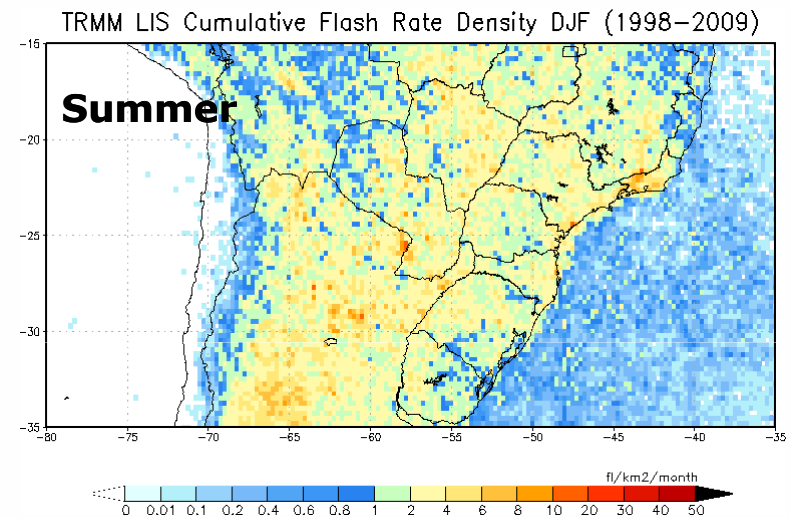 TRMM LIS Cumulative Flash Rate Density DJF (1998−2009)
−15
Summer
−20
−25
−30
−35
−80 −75 −70 −65 −60 −55 −50 −45 −40 −35
fl/km2/month
0 0.01 0.1 0.2 0.4 0.6 0.8 1 2 4 6 8 10 20 30 40 50